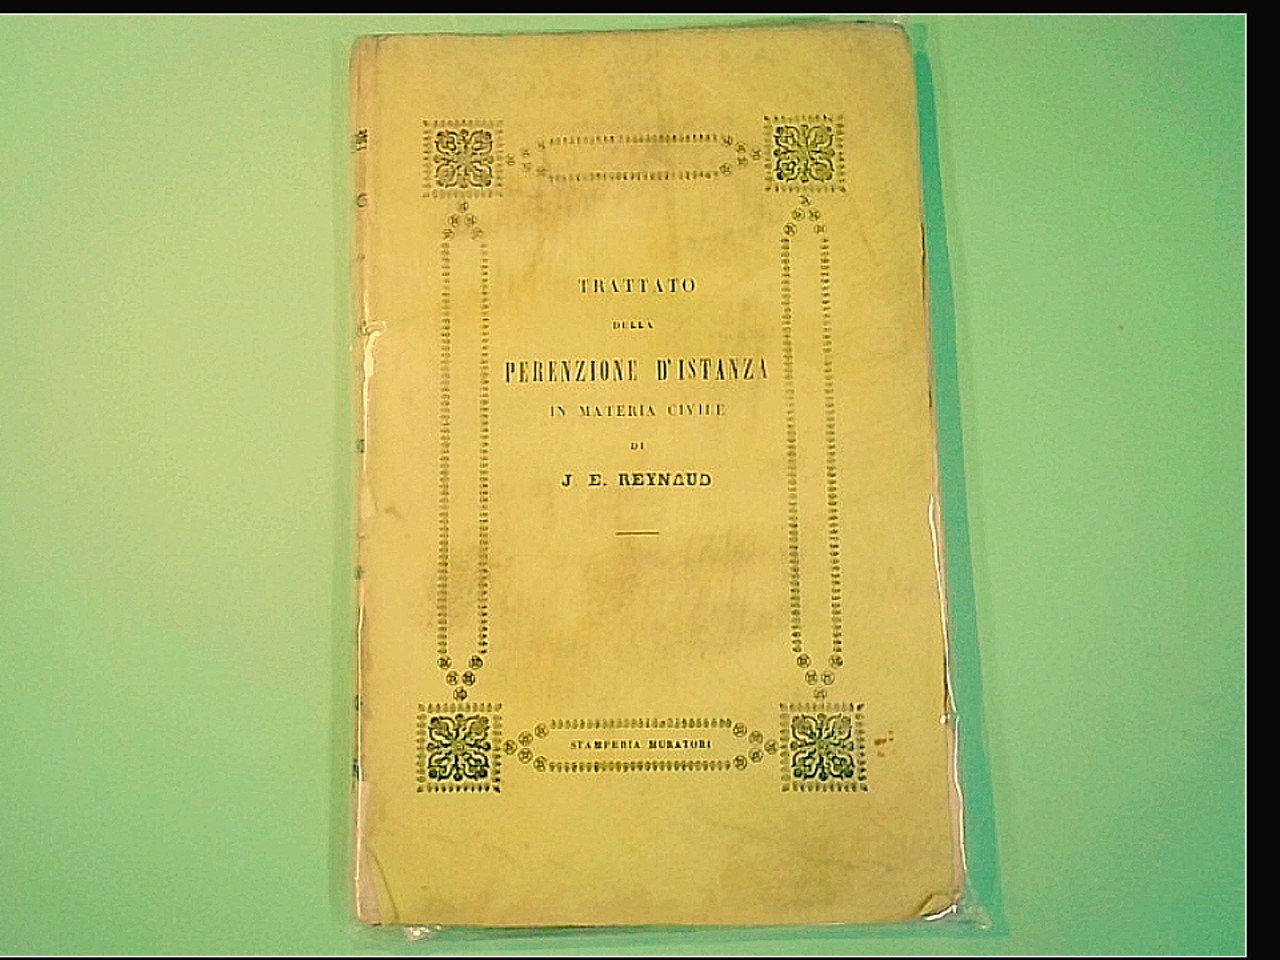 TRATTATO
DELLA
PERENZIONE D'ISTANZA
IN MATERIA CIVILE
DI
J. E. REYNAUD
STAMPERIA MURATORI